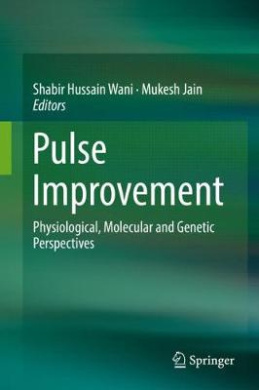 Shabir Hussain Wani · Mukesh Jain
Editors
Pulse
Improvement
Physiological, Molecular and Genetic
Perspectives
Springer